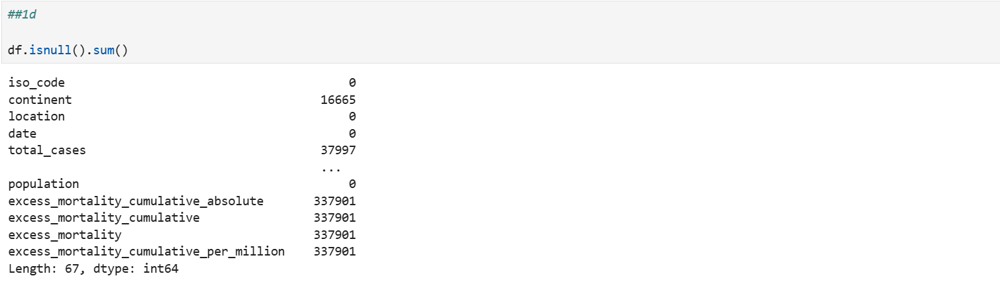 ##1d
df.isnull().sum()
iso_code 0
continent 16665
location 0
date 0
total_cases 37997
...
population 0
excess_mortality_cumulative_absolute 337901
excess_mortality_cumulative 337901
excess_mortality 337901
excess_mortality_cumulative_per_million 337901
Length: 67, dtype: int64